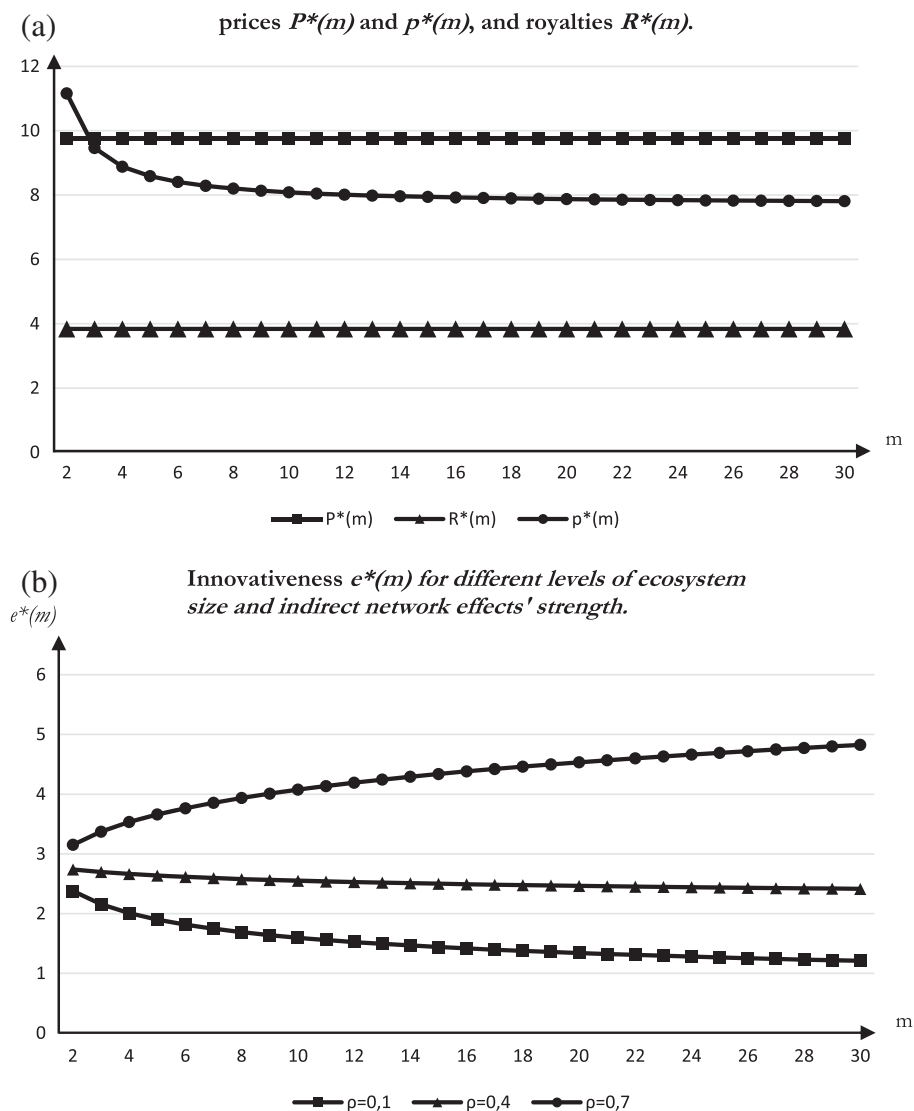 (a)
prices P*(m) and p*(m), and royalties R*(m).
12
10
8
6
4
2
0
m
2 4 6 8 10 12 14 16 18 20 22 24 26 28 30
P*(m) R*(m) p*(m)
(b)
Innovativeness e*(m) for different levels of ecosystem
size and indirect network effects' strength.
e*(m)
6
5
4
3
2
1
0
m
2 4 6 8 10 12 14 16 18 20 22 24 26 28 30
ρ=0,1 ρ=0,4 ρ=0,7